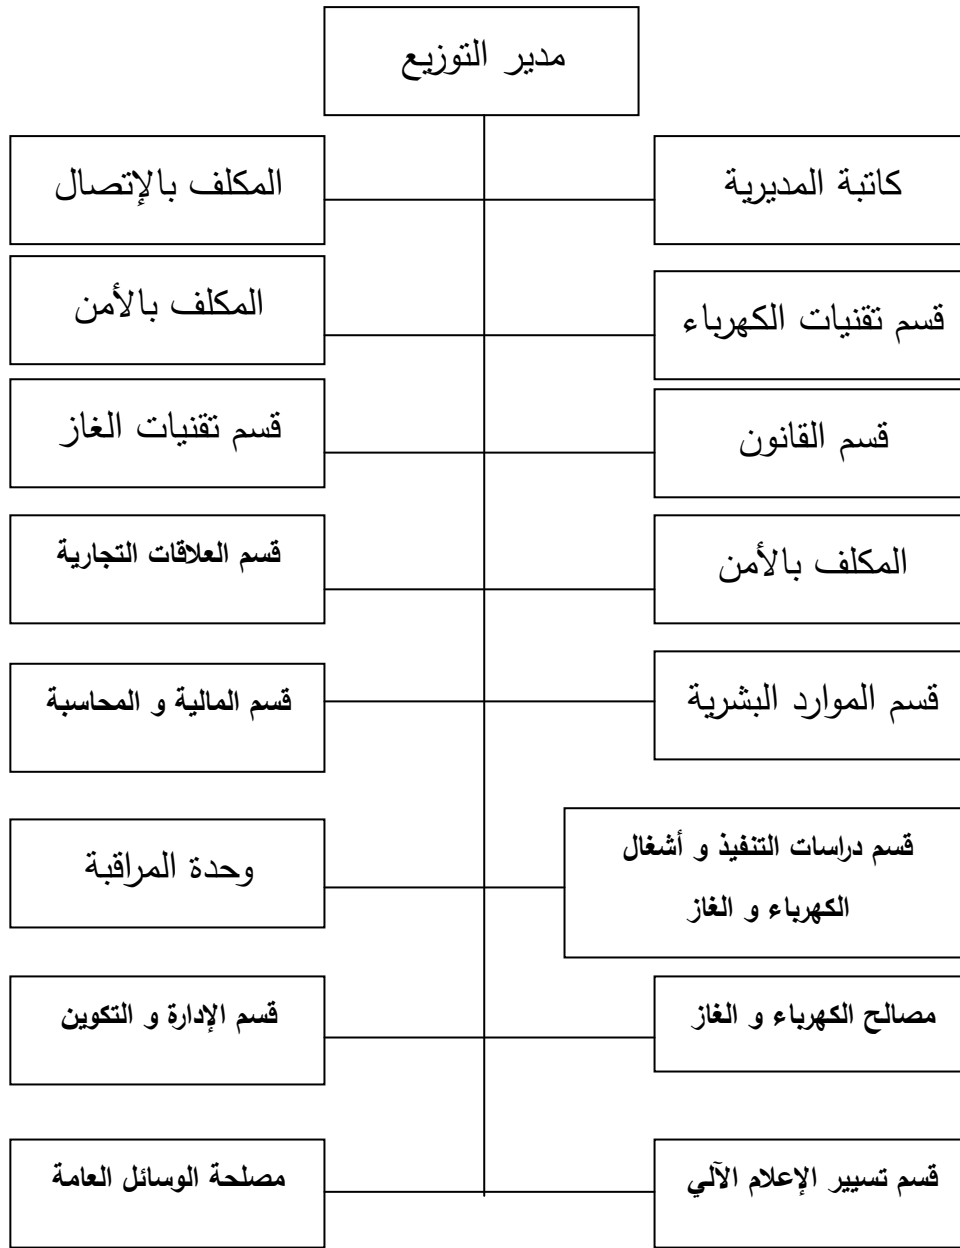 مدير التوزيع
كاتبة المديرية
المكلف بالإتصال
قسم تقنيات الكهرباء
المكلف بالأمن
قسم القانون
قسم تقنيات الغاز
المكلف بالأمن
قسم العلاقات التجارية
قسم الموارد البشرية
قسم المالية و المحاسبة
قسم دراسات التنفيذ و أشغال
الكهرباء و الغاز
وحدة المراقبة
مصالح الكهرباء و الغاز
قسم الإدارة و التكوين
قسم تسيير الإعلام الآلي
مصلحة الوسائل العامة